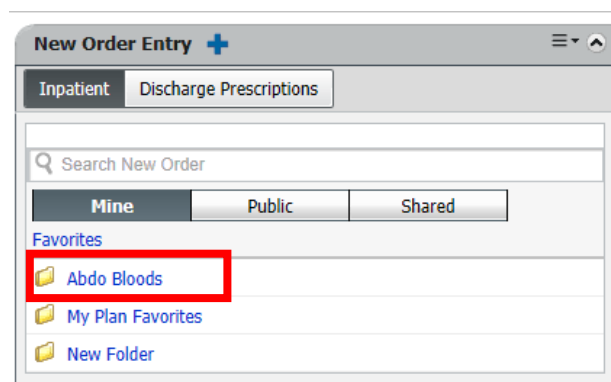 New Order Entry
Inpatient Discharge Prescriptions
Search New Order
Mine Public Shared
Favorites
Abdo Bloods
My Plan Favorites
New Folder